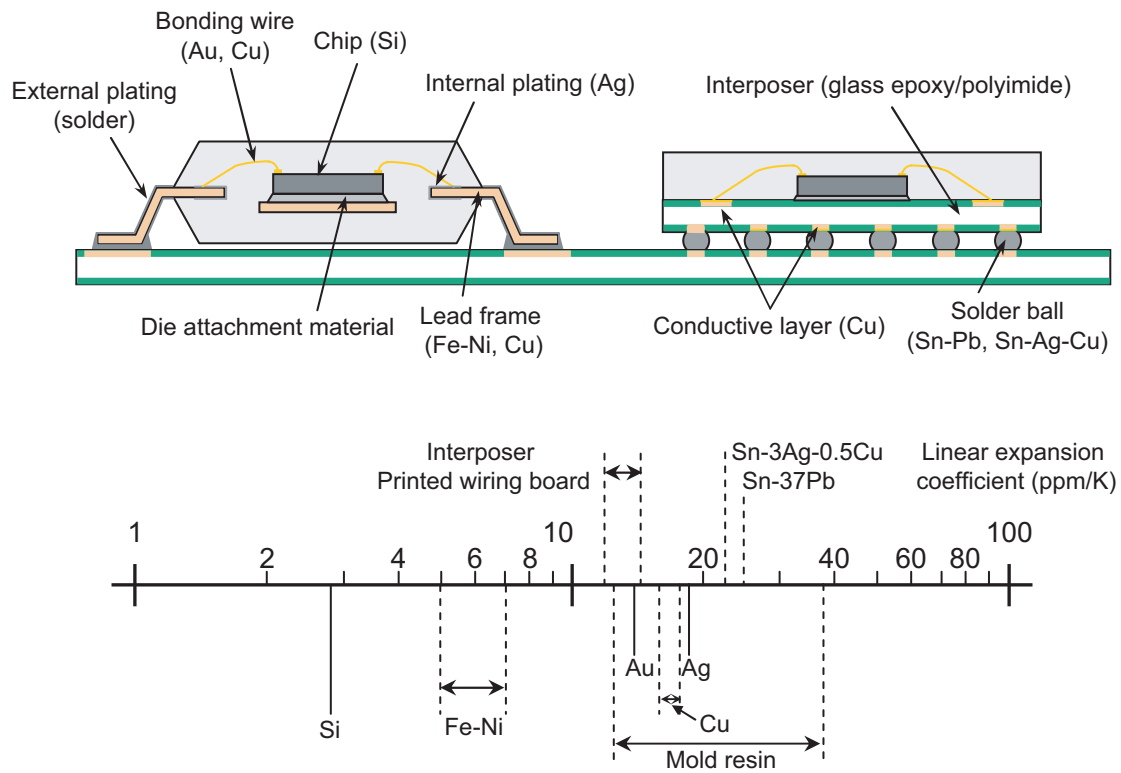 Bonding wire
(Au, Cu)
Chip (Si)
Internal plating (Ag)
Interposer (glass epoxy/polyimide)
External plating
(solder)
Die attachment material
Lead frame
(Fe-Ni, Cu)
Conductive layer (Cu)
Solder ball
(Sn-Pb, Sn-Ag-Cu)
Interposer
Printed wiring board
Sn-3Ag-0.5Cu
Sn-37Pb
Linear expansion
coefficient (ppm/K)
1
2
4
6
8
10
20
40
60
80
100
Si
Fe-Ni
Au
Ag
Cu
Mold resin